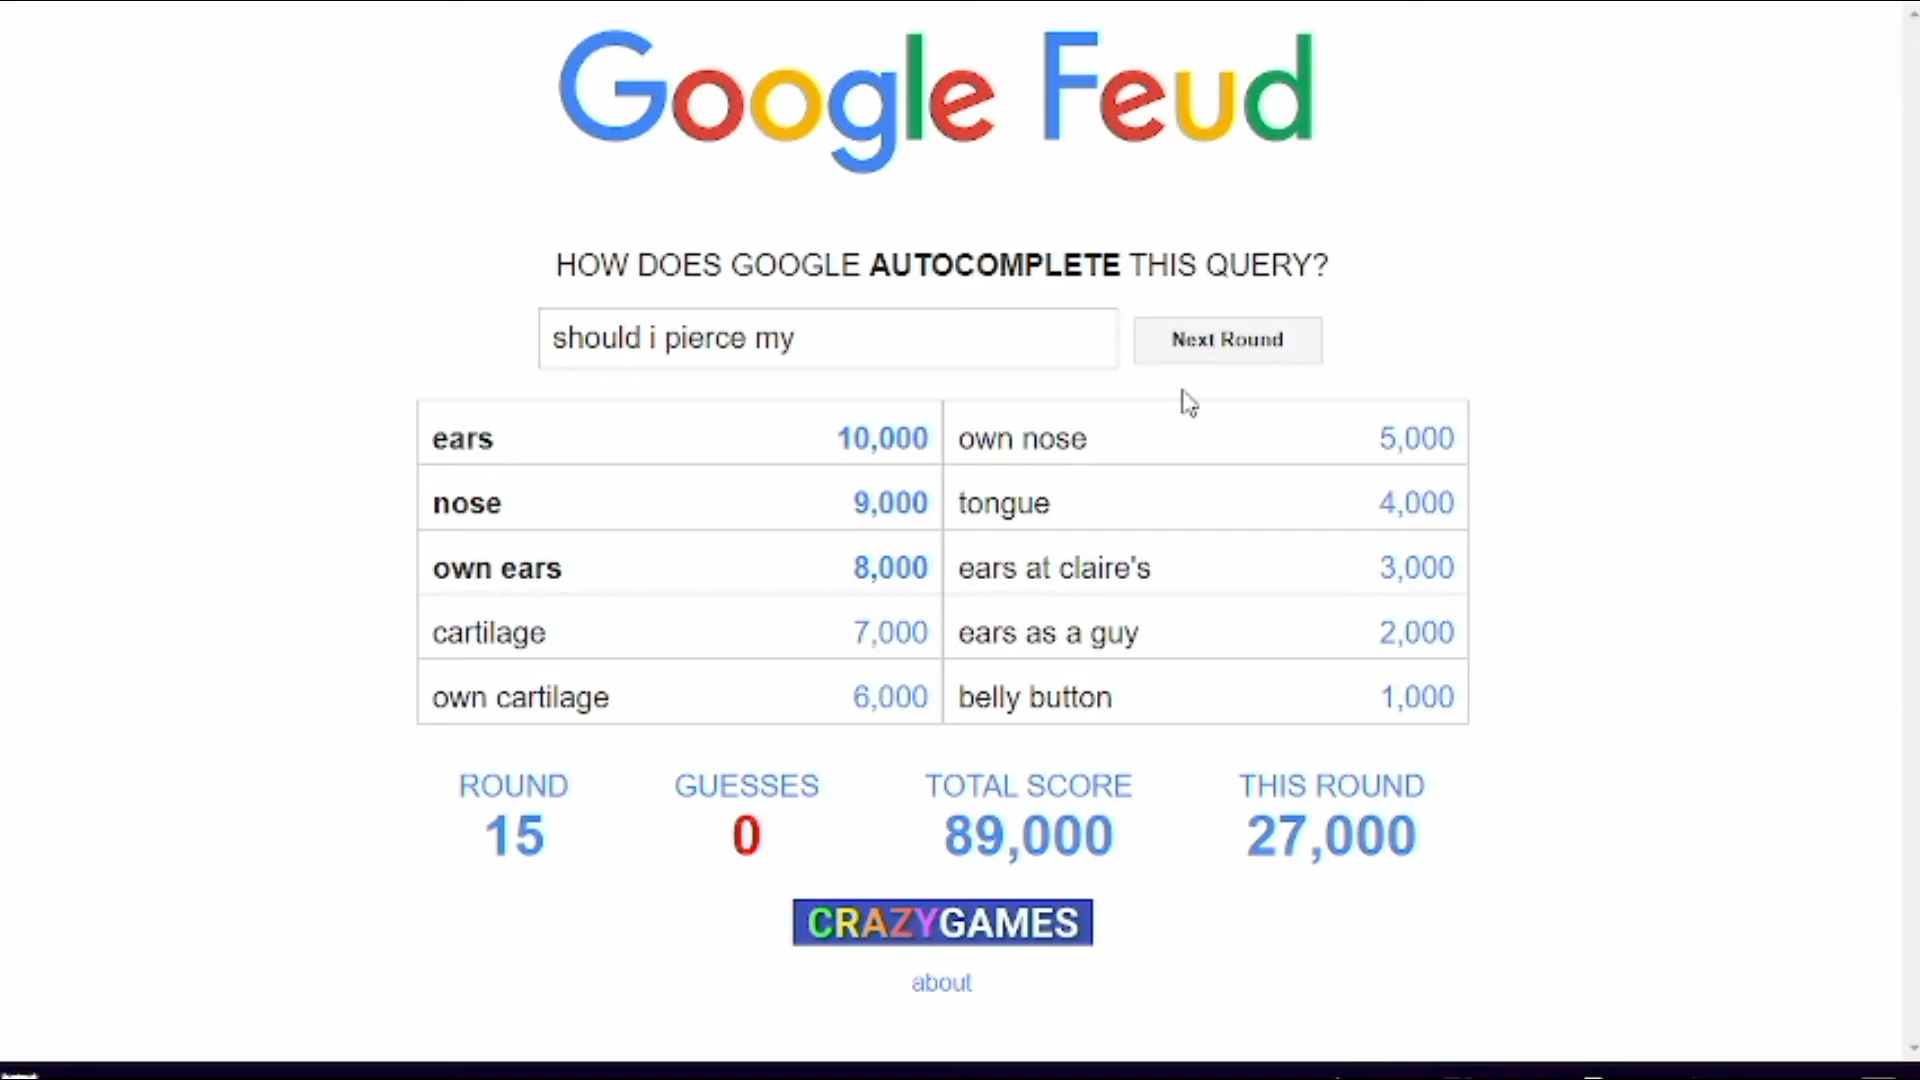 Google Feud
HOW DOES GOOGLE AUTOCOMPLETE THIS QUERY?
should i pierce my
Next Round
ears 10,000
nose 9,000
own ears 8,000
cartilage 7,000
own cartilage 6,000
own nose 5,000
tongue 4,000
ears at claire's 3,000
ears as a guy 2,000
belly button 1,000
ROUND
15
GUESSES
0
TOTAL SCORE
89,000
THIS ROUND
27,000
CRAZYGAMES
about